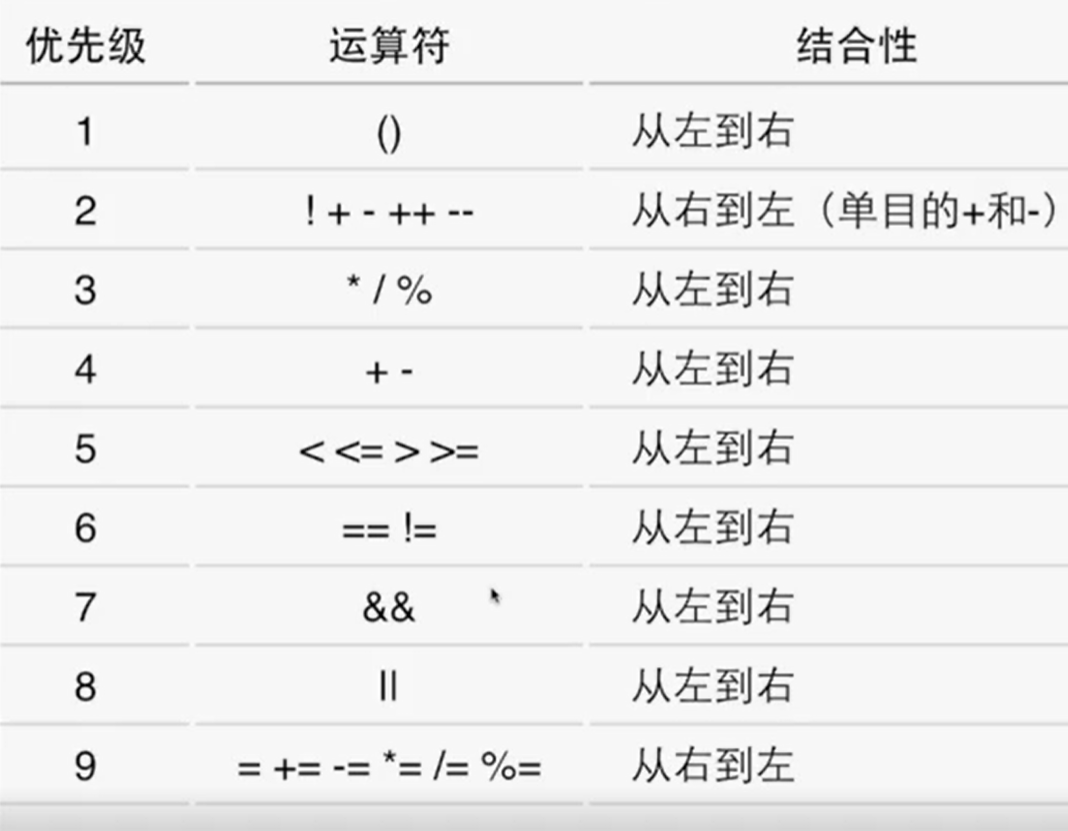 优先级 运算符 结合性
1 () 从左到右
2 ! + - ++ -- 从右到左（单目的+和-）
3 * / % 从左到右
4 + - 从左到右
5 < <= > >= 从左到右
6 == != 从左到右
7 && 从左到右
8 || 从左到右
9 = += -= *= /= %= 从右到左